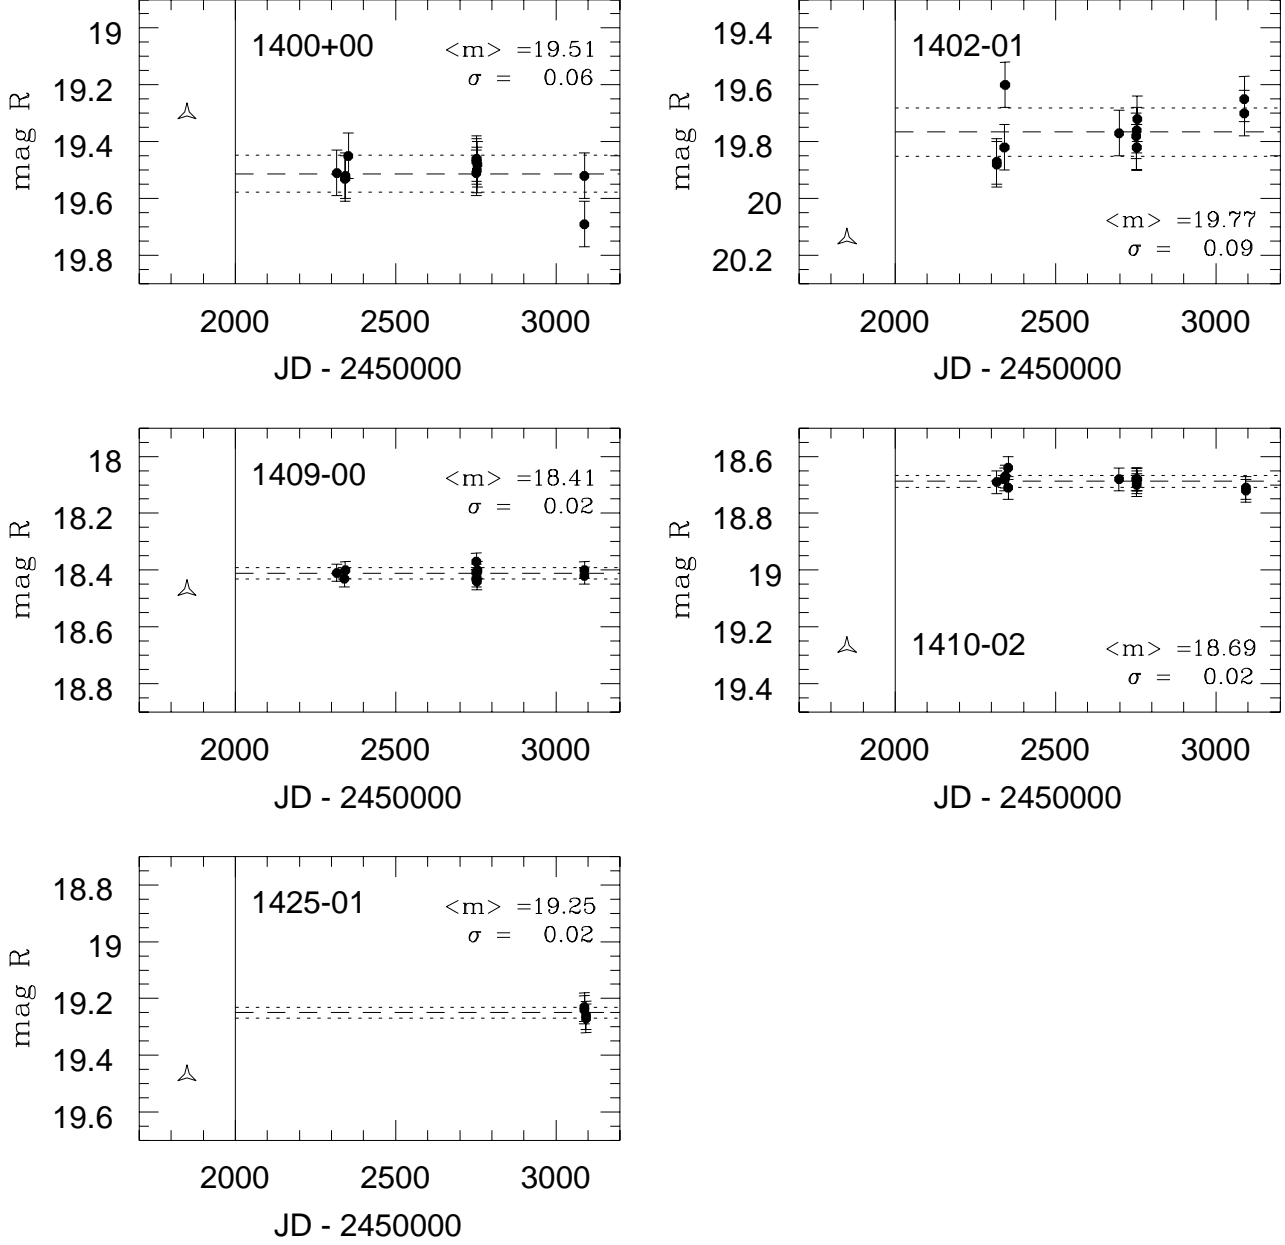 19
19.2
19.4
19.6
19.8
mag R
1400+00
<m> =19.51
σ = 0.06
2000 2500 3000
JD - 2450000
19.4
19.6
19.8
20
20.2
mag R
1402-01
<m> =19.77
σ = 0.09
2000 2500 3000
JD - 2450000
18
18.2
18.4
18.6
18.8
mag R
1409-00
<m> =18.41
σ = 0.02
2000 2500 3000
JD - 2450000
18.6
18.8
19
19.2
19.4
mag R
1410-02
<m> =18.69
σ = 0.02
2000 2500 3000
JD - 2450000
18.8
19
19.2
19.4
19.6
mag R
1425-01
<m> =19.25
σ = 0.02
2000 2500 3000
JD - 2450000